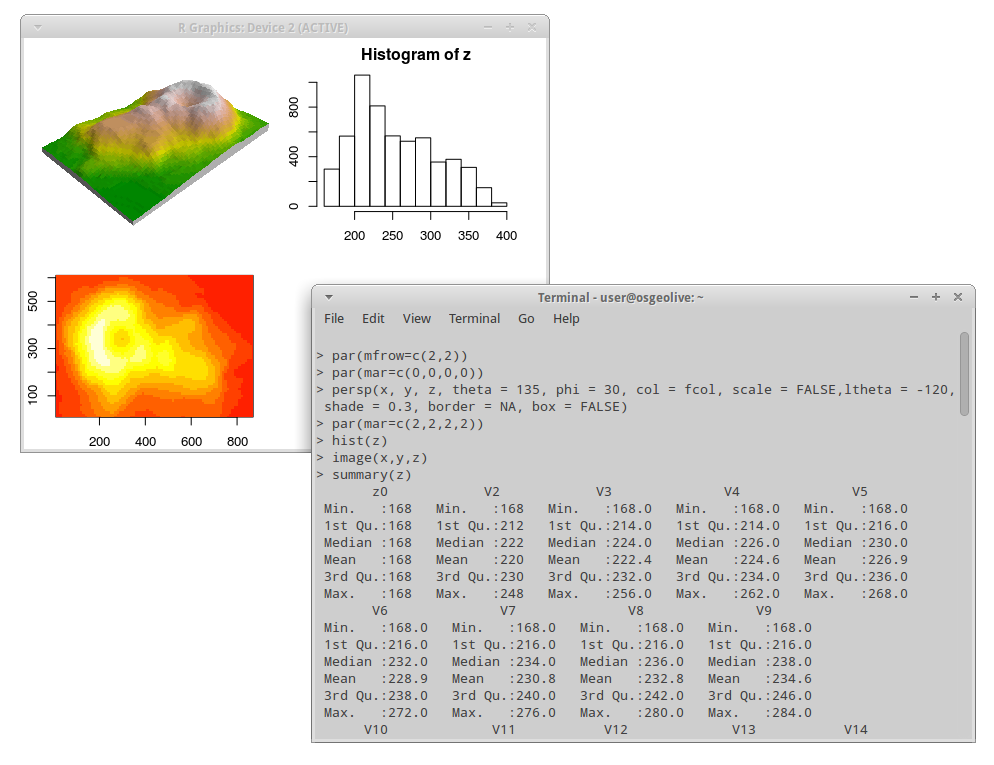 R Graphics: Device 2 (ACTIVE)
Histogram of z
0 400 800
200 250 300 350 400
100 300 500
200 400 600 800
Terminal - user@osgeolive: ~
File Edit View Terminal Go Help
> par(mfrow=c(2,2))
> par(mar=c(0,0,0,0))
> persp(x, y, z, theta = 135, phi = 30, col = fcol, scale = FALSE,ltheta = -120,
shade = 0.3, border = NA, box = FALSE)
> par(mar=c(2,2,2,2))
> hist(z)
> image(x,y,z)
> summary(z)
z0 V2 V3 V4 V5
Min. :168 Min. :168 Min. :168.0 Min. :168.0 Min. :168.0
1st Qu.:168 1st Qu.:212 1st Qu.:214.0 1st Qu.:214.0 1st Qu.:216.0
Median :168 Median :222 Median :224.0 Median :226.0 Median :230.0
Mean :168 Mean :220 Mean :222.4 Mean :224.6 Mean :226.9
3rd Qu.:168 3rd Qu.:230 3rd Qu.:232.0 3rd Qu.:234.0 3rd Qu.:236.0
Max. :168 Max. :248 Max. :256.0 Max. :262.0 Max. :268.0
V6 V7 V8 V9
Min. :168.0 Min. :168.0 Min. :168.0 Min. :168.0
1st Qu.:216.0 1st Qu.:216.0 1st Qu.:216.0 1st Qu.:216.0
Median :232.0 Median :234.0 Median :236.0 Median :238.0
Mean :228.9 Mean :230.8 Mean :232.8 Mean :234.6
3rd Qu.:238.0 3rd Qu.:240.0 3rd Qu.:242.0 3rd Qu.:246.0
Max. :272.0 Max. :276.0 Max. :280.0 Max. :284.0
V10 V11 V12 V13 V14